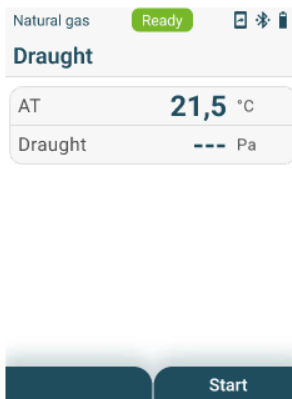 Natural gas Ready
Draught
AT 21,5 °C
Draught --- Pa
Start